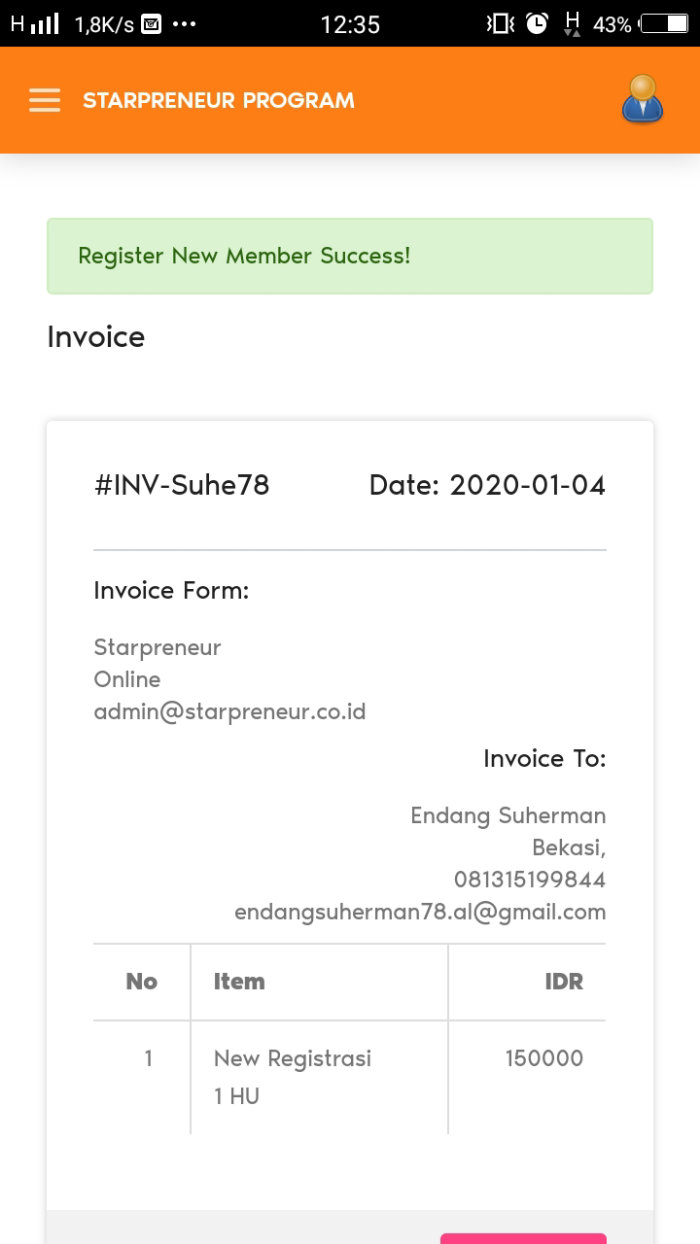 H 1,8K/s 12:35 H 43%
STARPRENEUR PROGRAM
Register New Member Success!
Invoice
#INV-Suhe78 Date: 2020-01-04
Invoice Form:
Starpreneur
Online
admin@starpreneur.co.id
Invoice To:
Endang Suherman
Bekasi,
081315199844
endangsuherman78.al@gmail.com
No Item IDR
1 New Registrasi 150000
1 HU